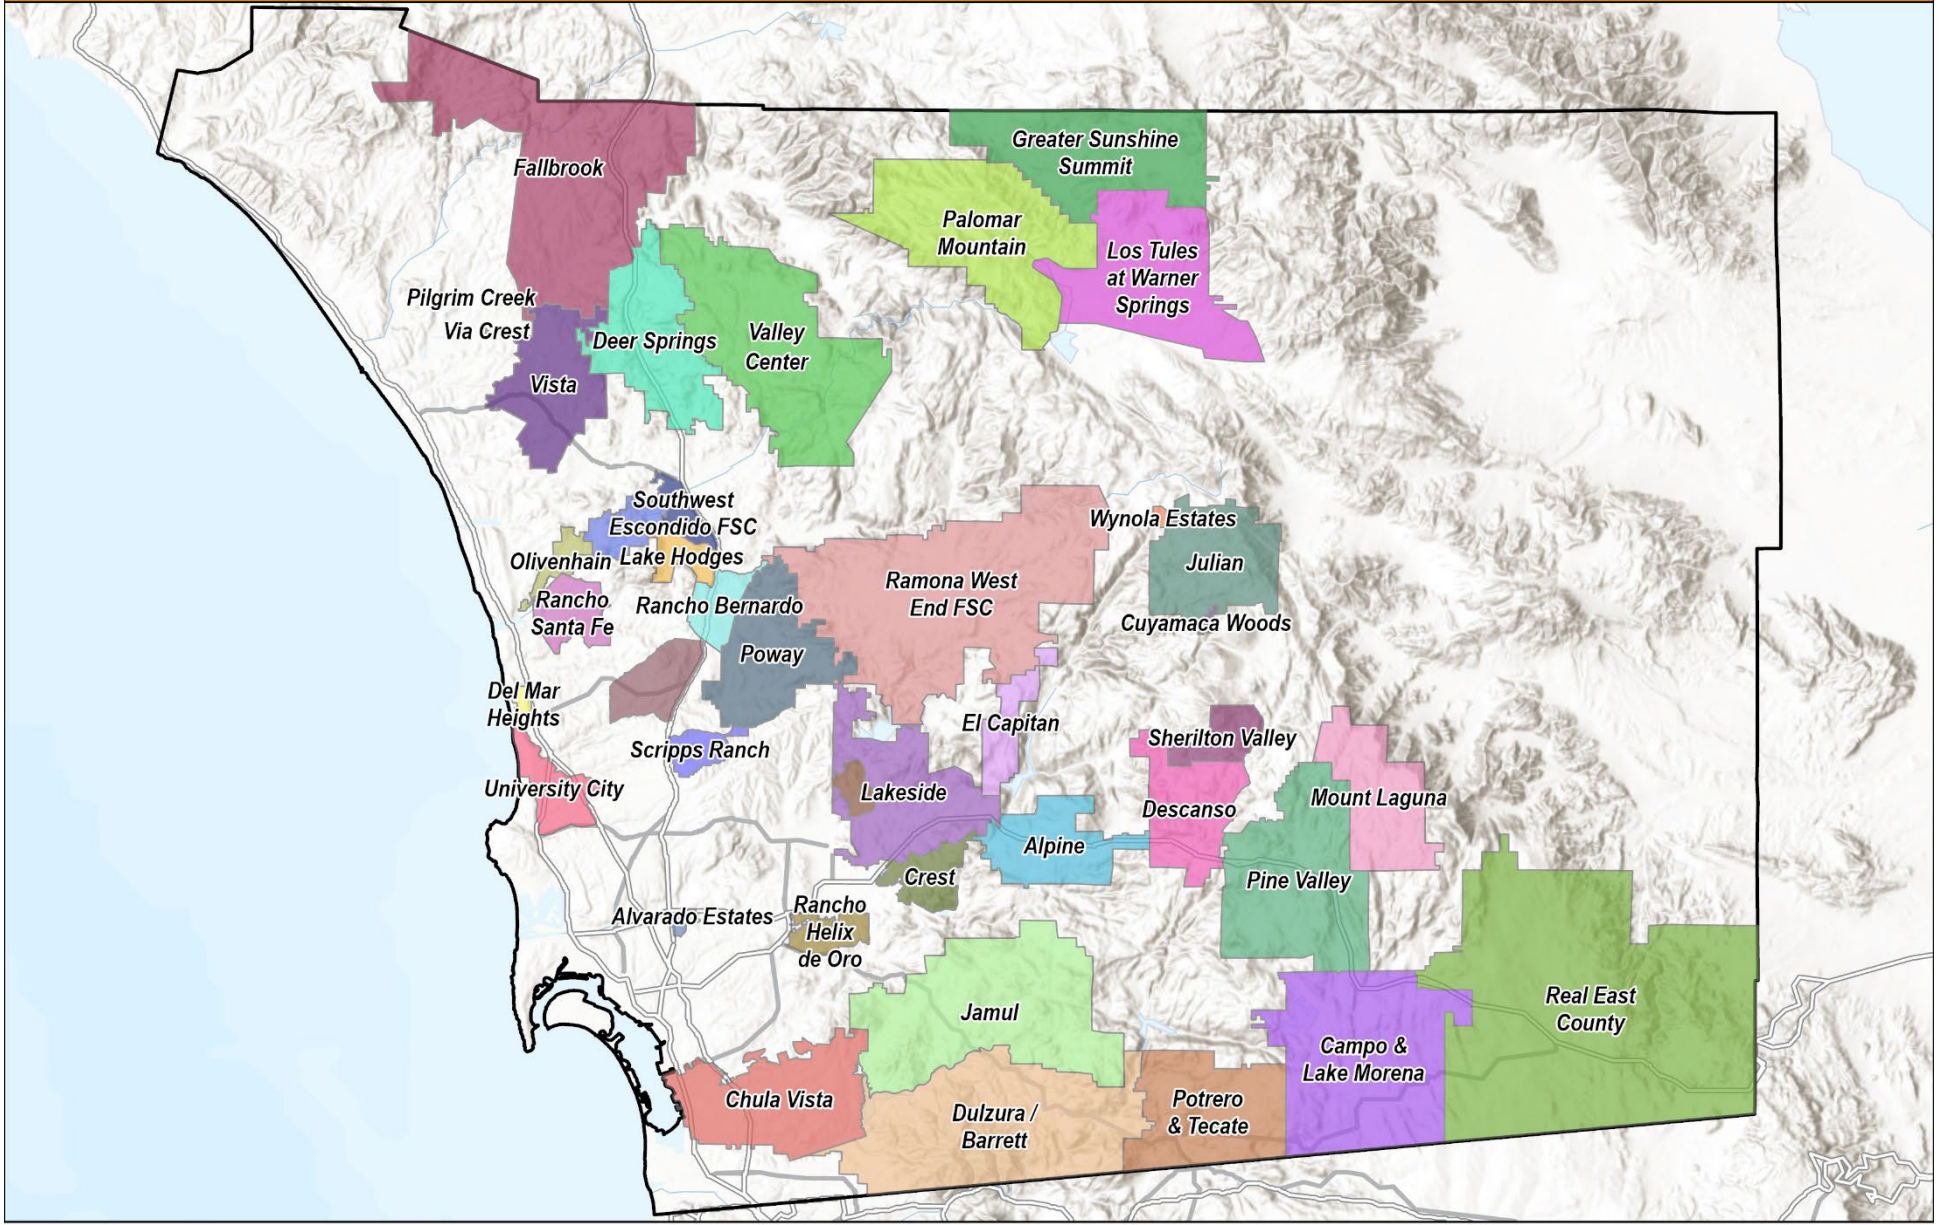 Greater Sunshine
Summit
Fallbrook
Palomar
Mountain
Los Tules
at Warner
Springs
Pilgrim Creek
Via Crest
Deer Springs
Valley
Center
Vista
Southwest
Escondido FSC
Wynola Estates
Olivenhain
Lake Hodges
Julian
Ramona West
End FSC
Rancho
Santa Fe
Rancho Bernardo
Cuyamaca Woods
Poway
Del Mar
Heights
El Capitan
Scripps Ranch
Sherilton Valley
University City
Lakeside
Descanso
Mount Laguna
Alpine
Crest
Pine Valley
Alvarado Estates
Rancho
Helix
de Oro
Jamul
Real East
County
Campo &
Lake Morena
Chula Vista
Dulzura /
Barrett
Potrero
& Tecate